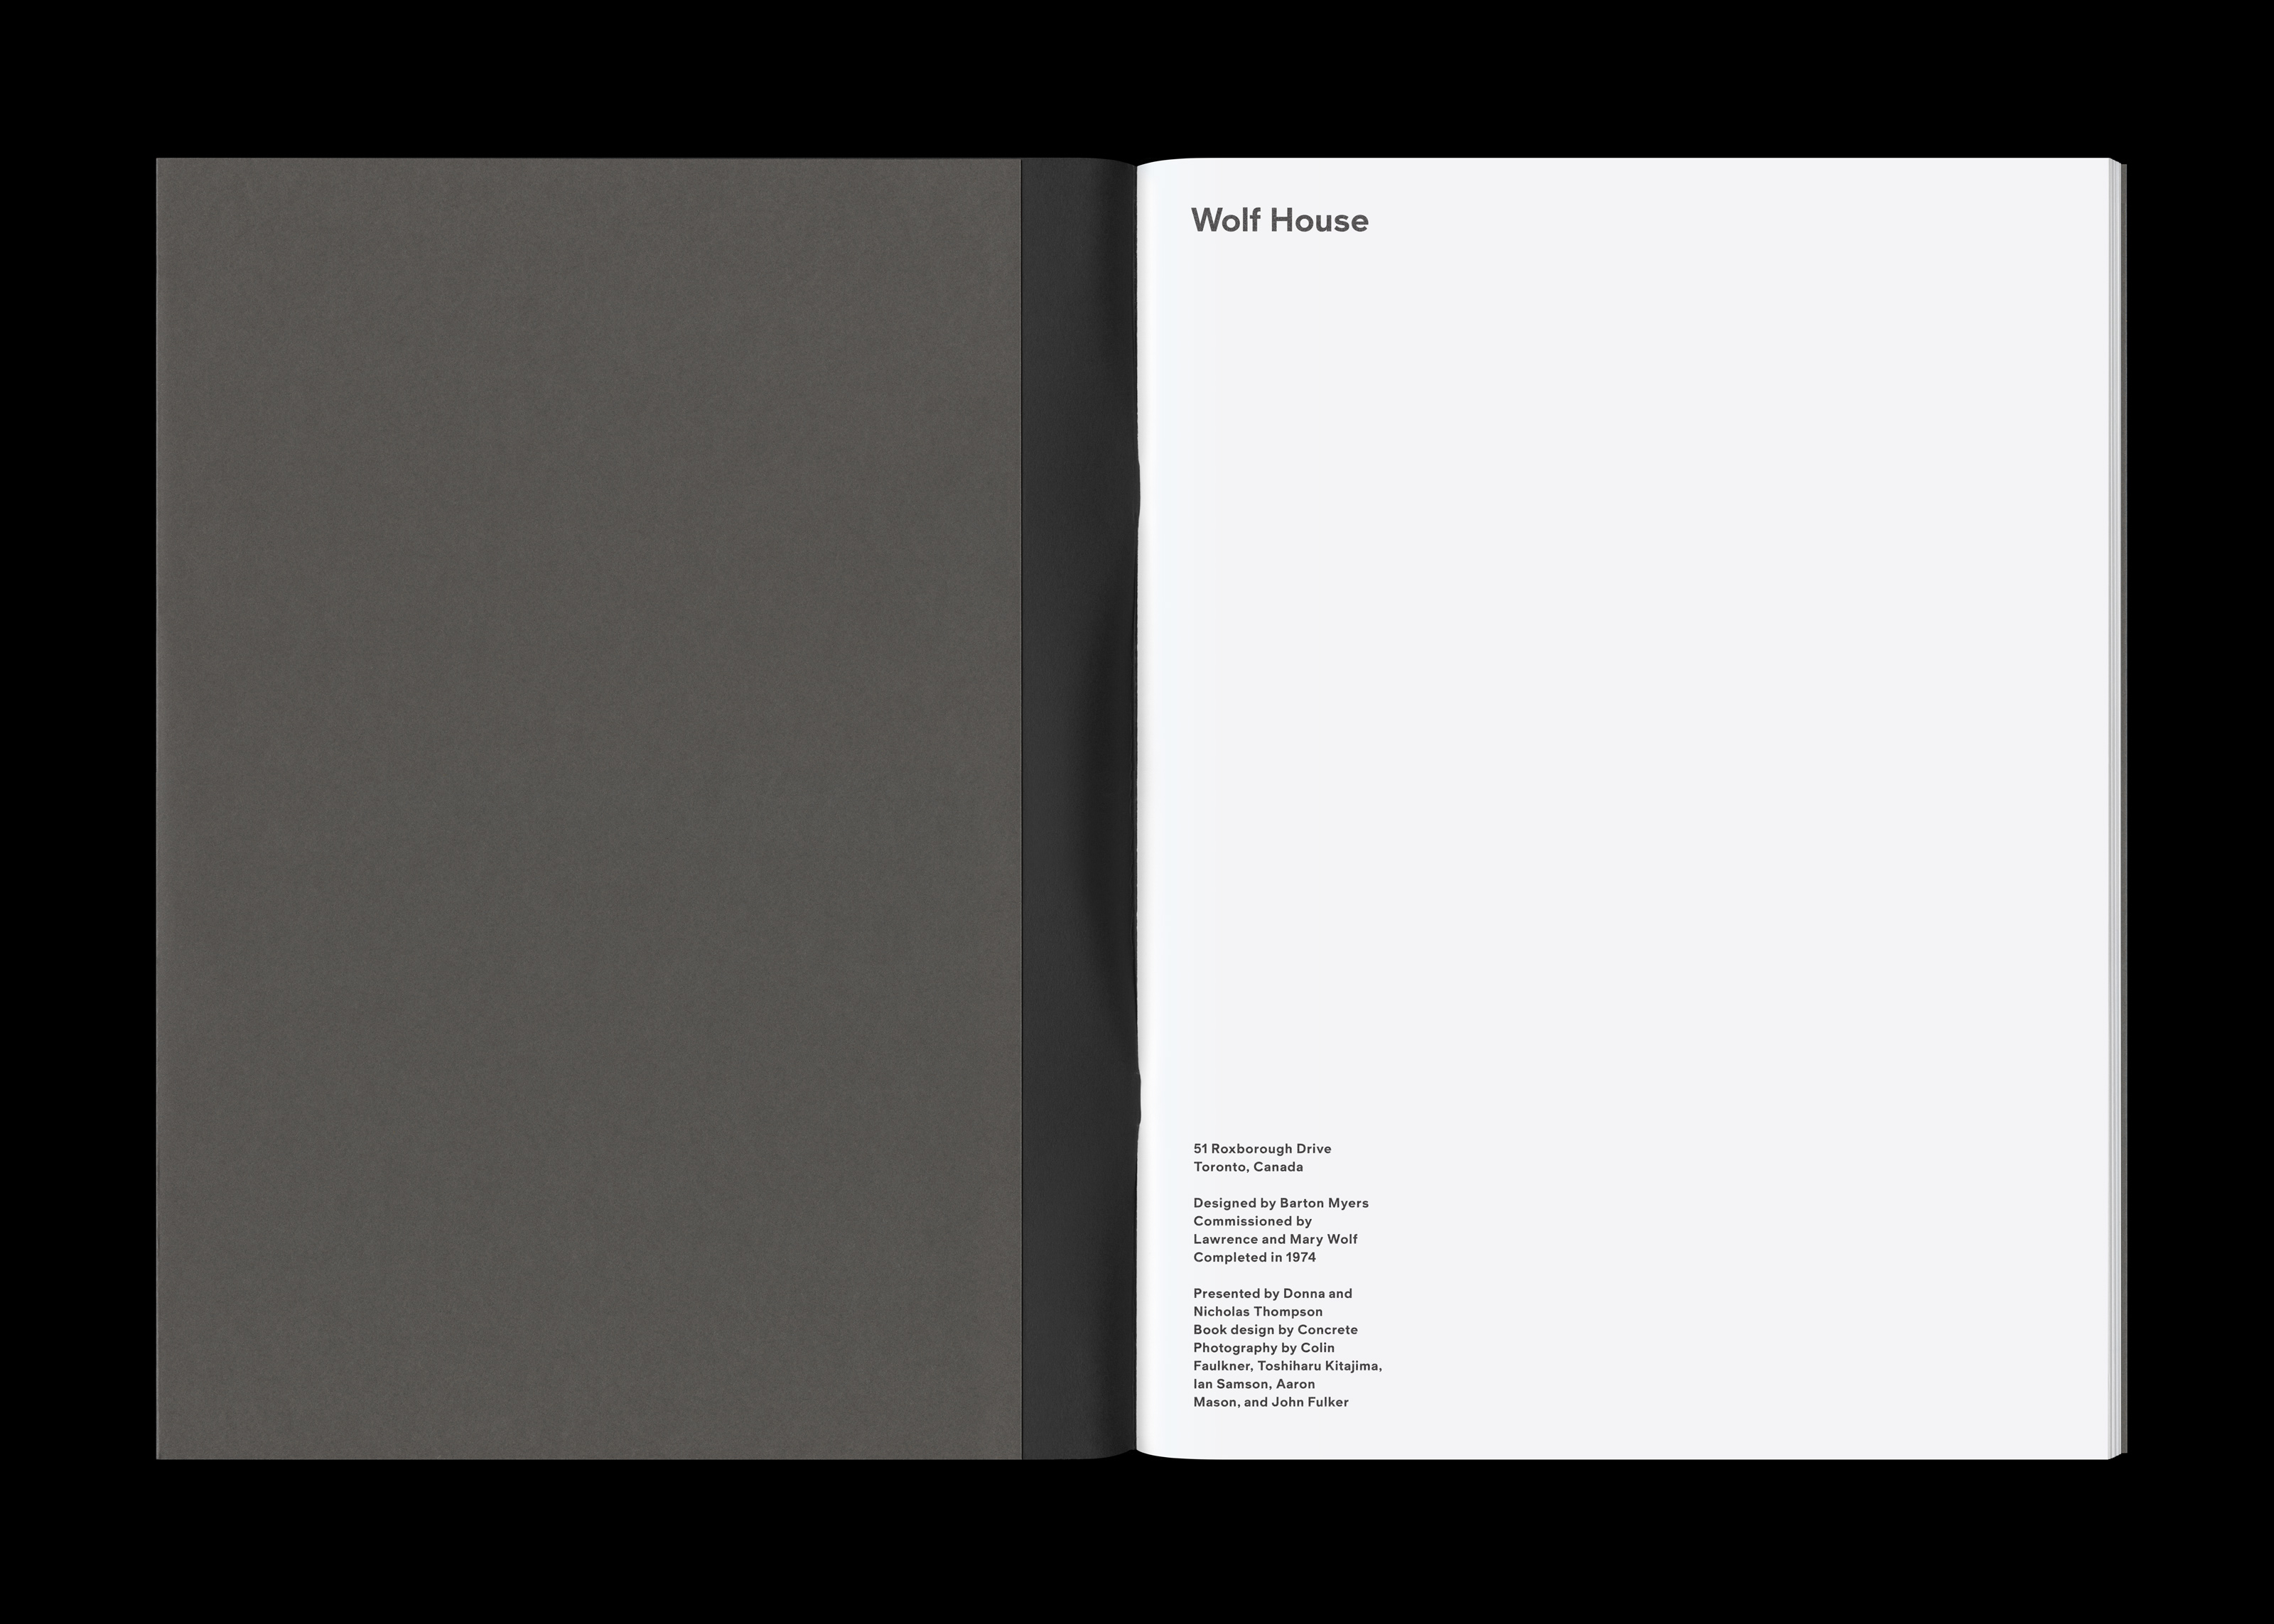 Wolf House
51 Roxborough Drive
Toronto, Canada
Designed by Barton Myers
Commissioned by
Lawrence and Mary Wolf
Completed in 1974
Presented by Donna and
Nicholas Thompson
Book design by Concrete
Photography by Colin
Faulkner, Toshiharu Kitajima,
Ian Samson, Aaron
Mason, and John Fulker